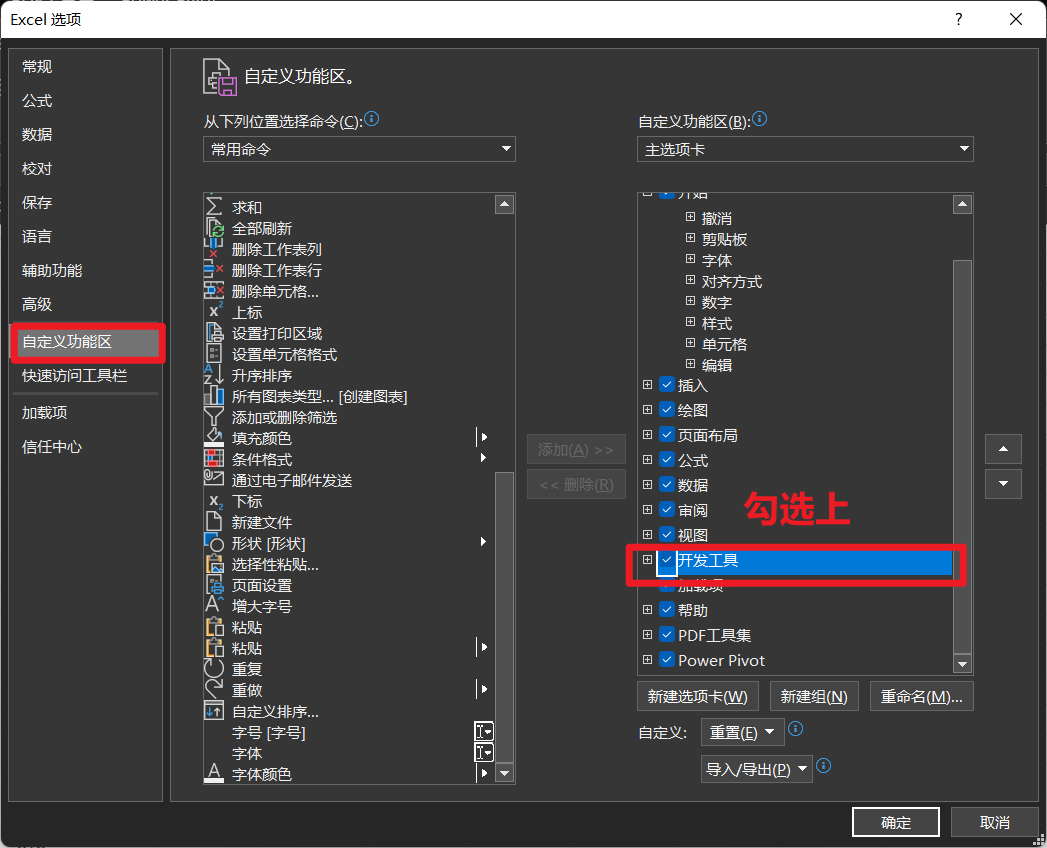 Excel 选项
?
常规
公式
数据
校对
保存
语言
辅助功能
高级
自定义功能区
快速访问工具栏
加载项
信任中心
自定义功能区。
从下列位置选择命令(C):
常用命令
求和
全部刷新
删除工作表列
删除工作表行
删除单元格...
上标
设置打印区域
设置单元格格式
升序排序
所有图表类型... [创建图表]
添加或删除筛选
填充颜色
条件格式
通过电子邮件发送
下标
新建文件
形状 [形状]
选择性粘贴...
页面设置
增大字号
粘贴
粘贴
重复
重做
自定义排序...
字号 [字号]
字体
字体颜色
添加(A) >>
<< 删除(R)
自定义功能区(B):
主选项卡
开始
撤消
剪贴板
字体
对齐方式
数字
样式
单元格
编辑
插入
绘图
页面布局
公式
数据
审阅
视图
勾选上
开发工具
加载项
帮助
PDF工具集
Power Pivot
新建选项卡(W)
新建组(N)
重命名(M)...
自定义:
重置(E)
导入/导出(P)
确定
取消